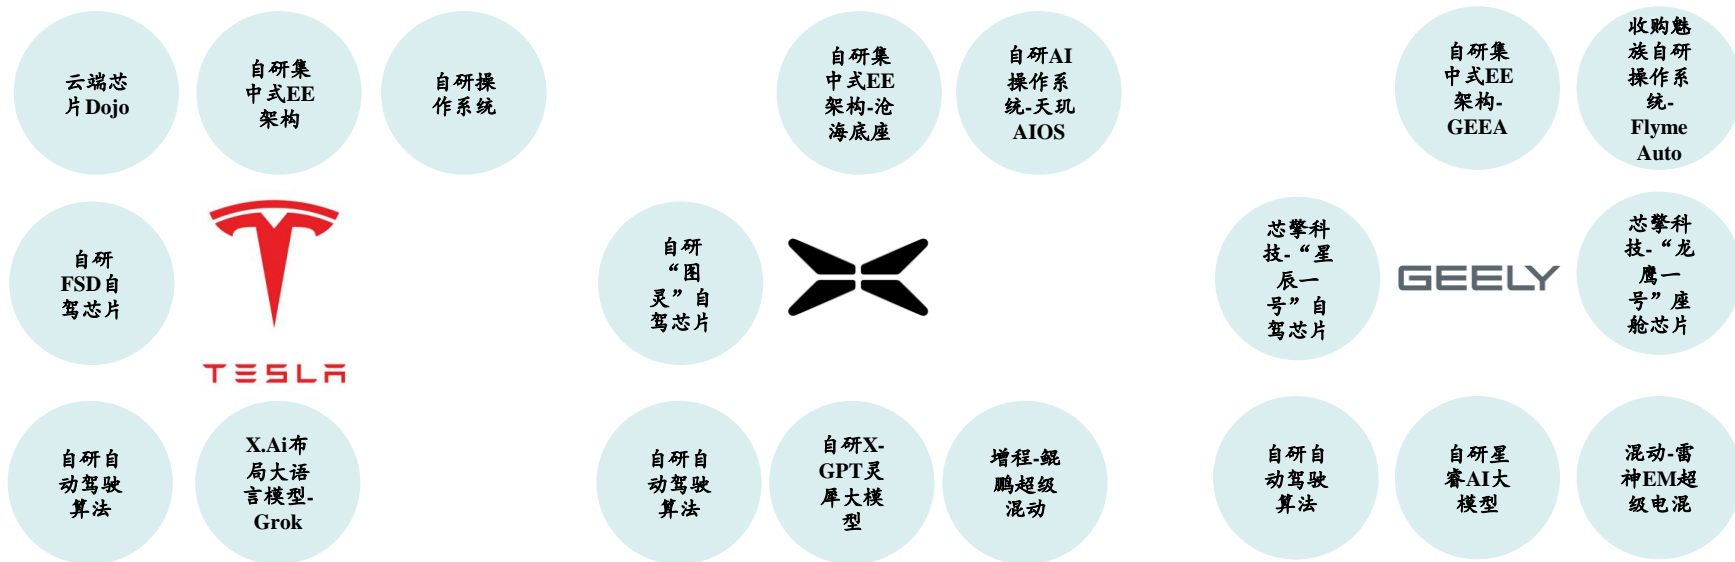 云端芯
片Dojo
自研集
中式EE
架构
自研操
作系统
自研
FSD自
驾芯片
TESLA
自研自
动驾驶
算法
X.Ai布
局大语
言模型-
Grok
自研集
中式EE
架构-沧
海底座
自研AI
操作系
统-天玑
AIOS
自研
“图
灵”自
驾芯片
自研自
动驾驶
算法
自研X-
GPT灵
犀大模
型
增程-鲲
鹏超级
混动
自研集
中式EE
架构-
GEEA
收购魅
族自研
操作系
统-
Flyme
Auto
芯擎科
技-“星
辰一
号”自
驾芯片
GEELY
芯擎科
技-“龙
鹰一
号”座
舱芯片
自研自
动驾驶
算法
自研星
睿AI大
模型
混动-雷
神EM超
级电混